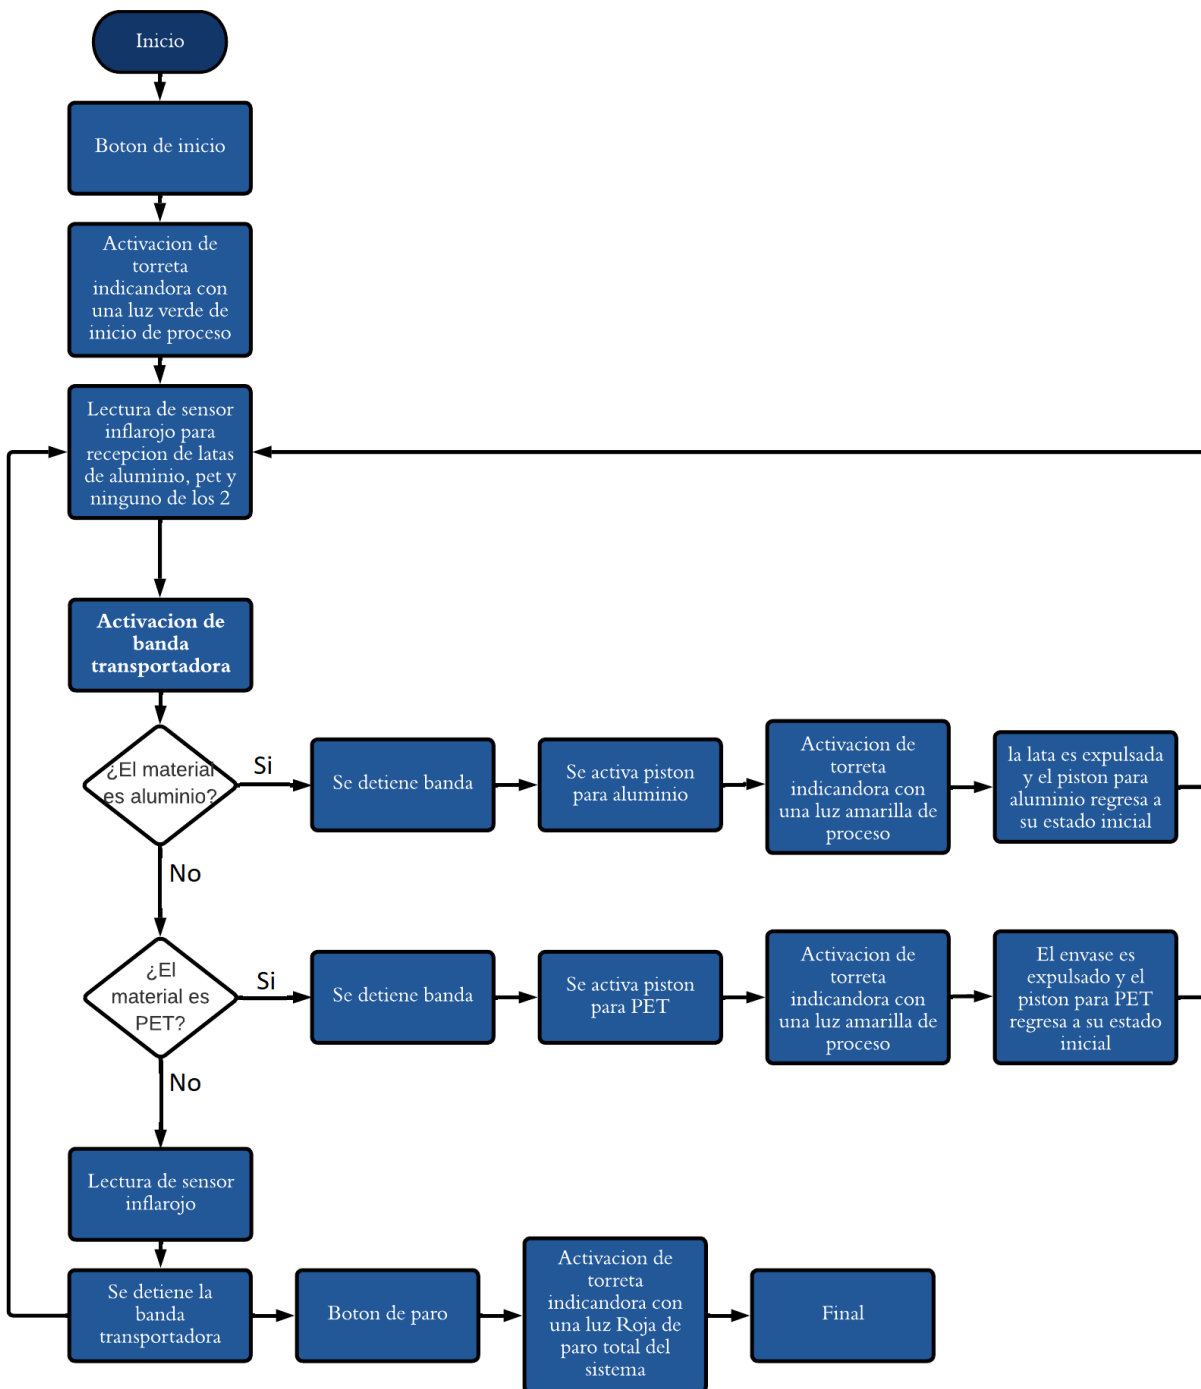 Inicio
Boton de inicio
Activacion de
torreta
indicandora con
una luz verde de
inicio de proceso
Lectura de sensor
inflarojo para
recepcion de latas
de aluminio, pet y
ninguno de los 2
Activacion de
banda
transportadora
¿El material
es aluminio?
Si
Se detiene banda
Se activa piston
para aluminio
Activacion de
torreta
indicandora con
una luz amarilla de
proceso
la lata es expulsada
y el piston para
aluminio regresa a
su estado inicial
No
¿El
material es
PET?
Si
Se detiene banda
Se activa piston
para PET
Activacion de
torreta
indicandora con
una luz amarilla de
proceso
El envase es
expulsado y el
piston para PET
regresa a su estado
inicial
No
Lectura de sensor
inflarojo
Se detiene la
banda
transportadora
Boton de paro
Activacion de
torreta
indicandora con
una luz Roja de
paro total del
sistema
Final